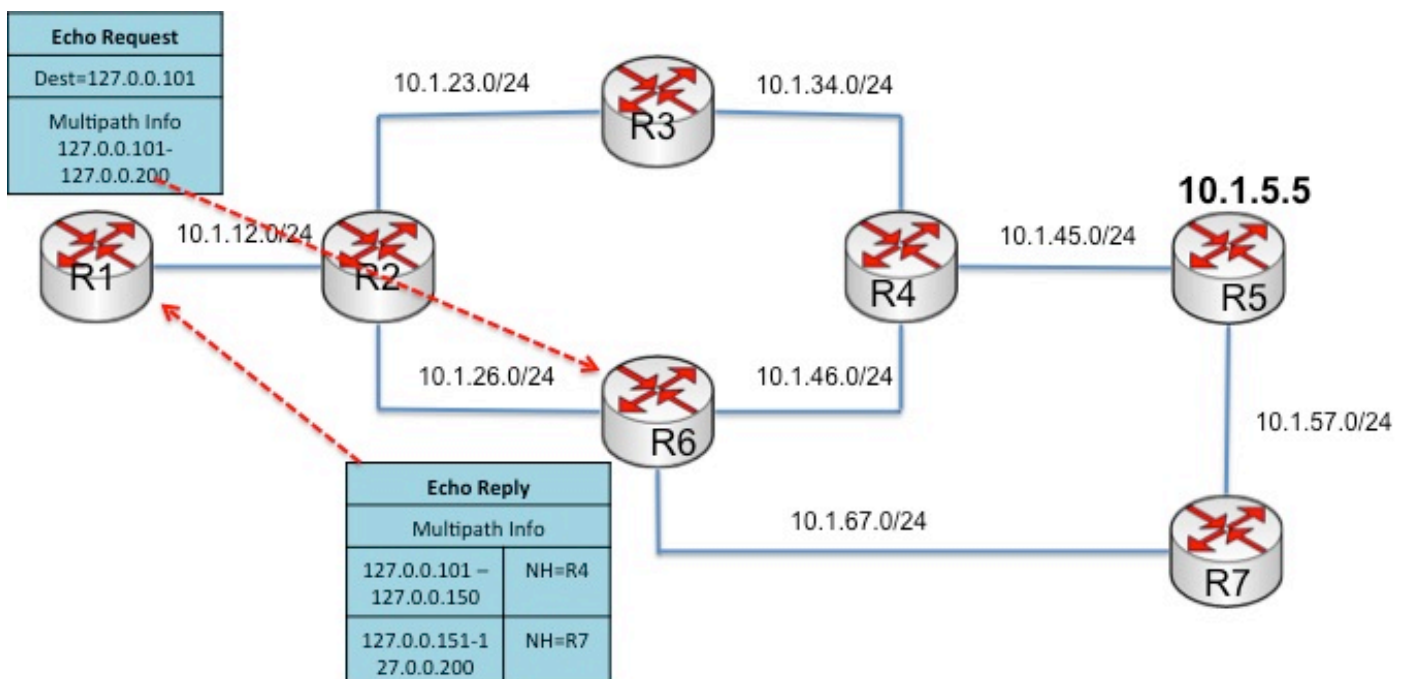 Echo Request
Dest=127.0.0.101
Multipath Info
127.0.0.101-
127.0.0.200
10.1.23.0/24
R3
10.1.34.0/24
10.1.5.5
R1
10.1.12.0/24
R2
R4
10.1.45.0/24
R5
10.1.26.0/24
R6
10.1.46.0/24
10.1.57.0/24
10.1.67.0/24
R7
Echo Reply
Multipath Info
127.0.0.101 –
127.0.0.150
NH=R4
127.0.0.151-1
27.0.0.200
NH=R7